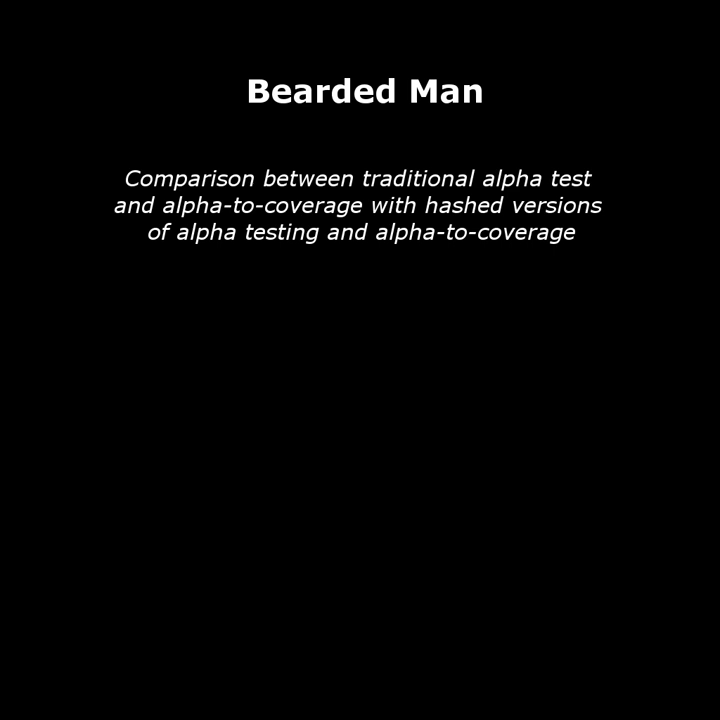 Bearded Man
Comparison between traditional alpha test
and alpha-to-coverage with hashed versions
of alpha testing and alpha-to-coverage